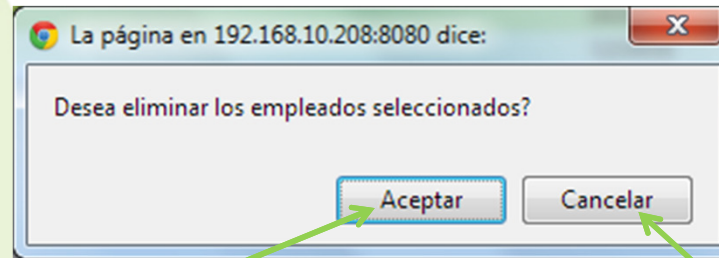 La página en 192.168.10.208:8080 dice:
Desea eliminar los empleados seleccionados?
Aceptar
Cancelar